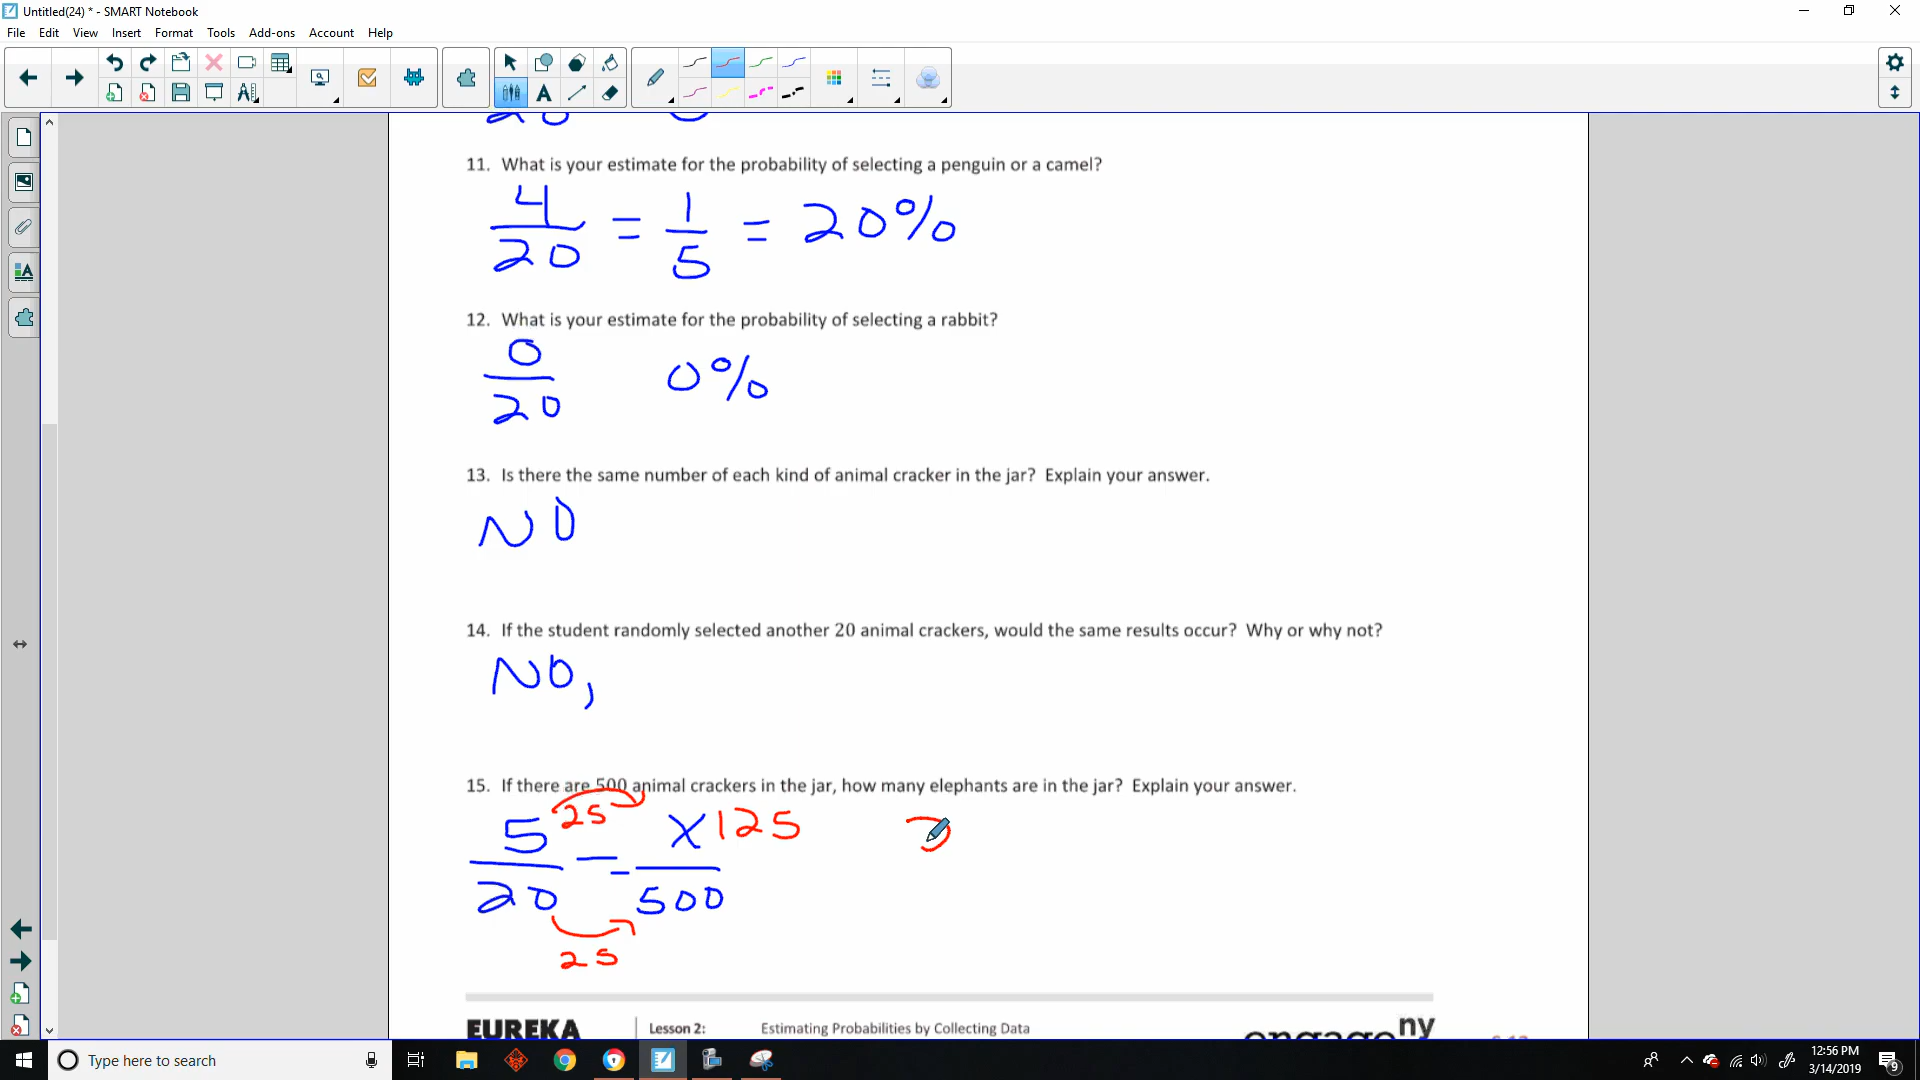 Untitled(24) * - SMART Notebook
File Edit View Insert Format Tools Add-ons Account Help
20
11. What is your estimate for the probability of selecting a penguin or a camel?
4/20 = 1/5 = 20%
12. What is your estimate for the probability of selecting a rabbit?
0/20 0%
13. Is there the same number of each kind of animal cracker in the jar? Explain your answer.
NO
14. If the student randomly selected another 20 animal crackers, would the same results occur? Why or why not?
NO,
15. If there are 500 animal crackers in the jar, how many elephants are in the jar? Explain your answer.
25
5/20 = x/500 125
25
EUREKA Lesson 2: Estimating Probabilities by Collecting Data engageny
Type here to search
12:56 PM
3/14/2019
9